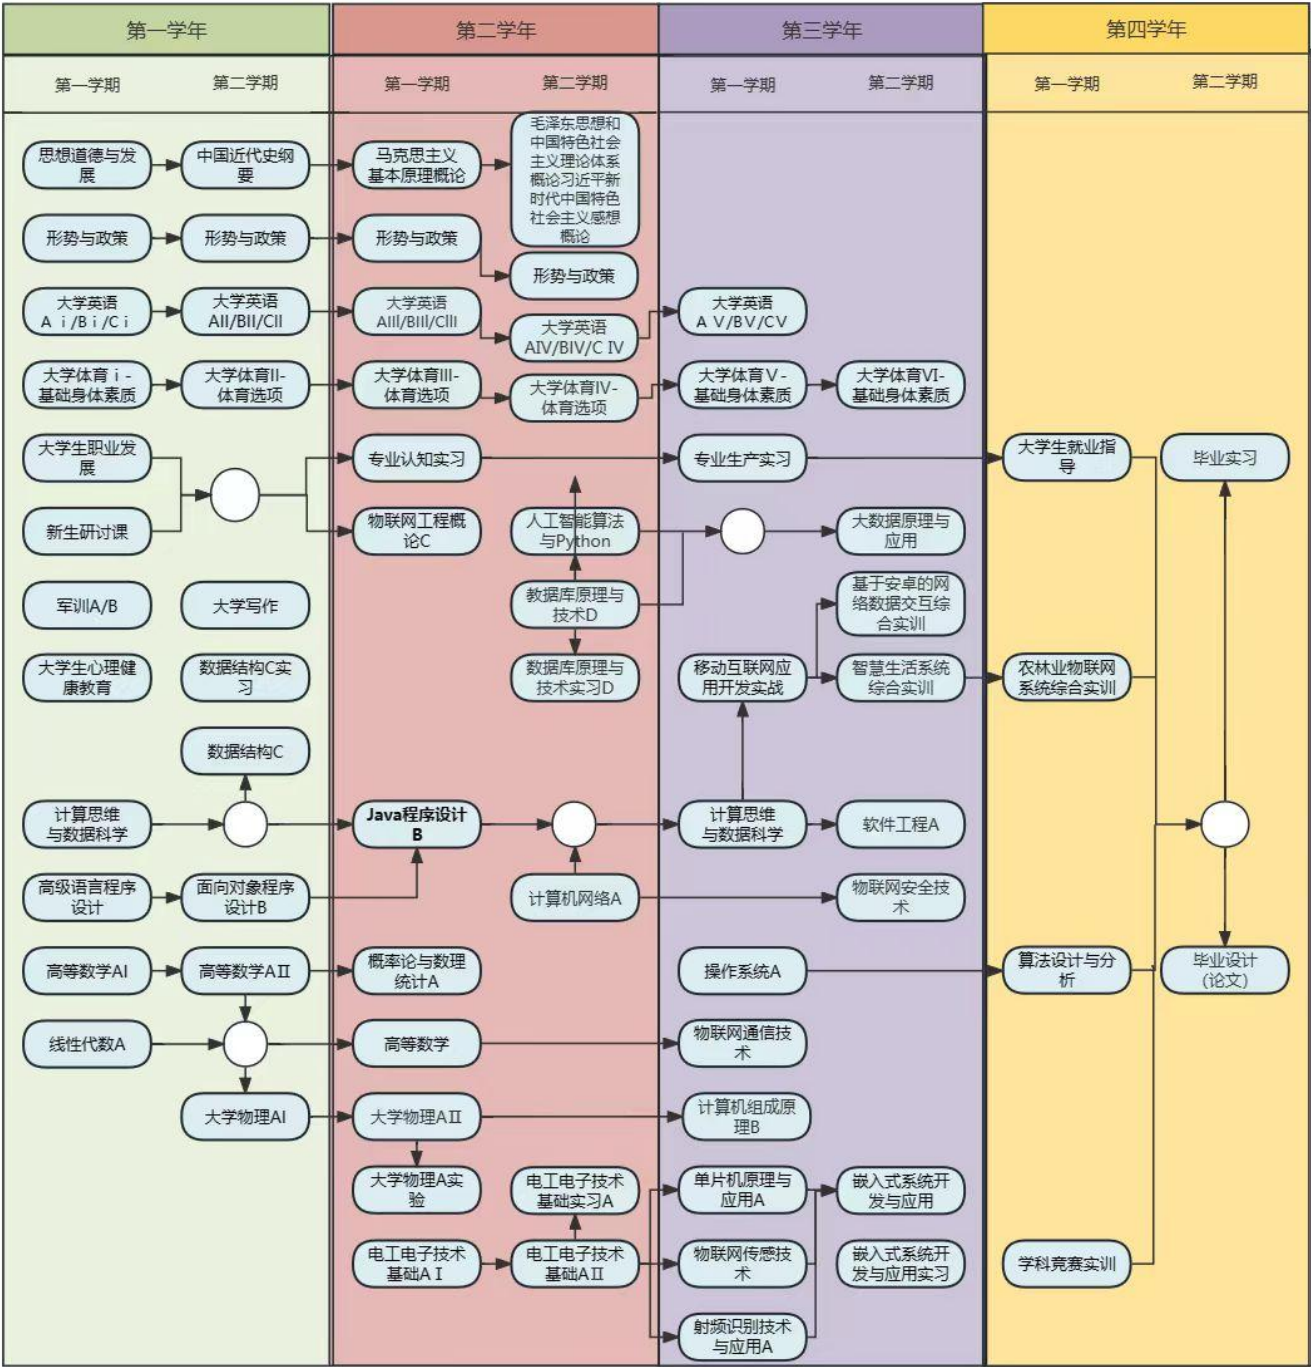 第一学年
第二学年
第三学年
第四学年
第一学期
第二学期
第一学期
第二学期
第一学期
第二学期
第一学期
第二学期
思想道德与发
展
中国近代史纲
要
马克思主义
基本原理概论
毛泽东思想和
中国特色社会
主义理论体系
概论习近平新
时代中国特色
社会主义感想
概论
形势与政策
形势与政策
形势与政策
形势与政策
大学英语
A ⅰ/Bⅰ/Cⅰ
大学英语
AII/BII/CII
大学英语
AIII/BIII/CIII
大学英语
AIV/BIV/C IV
大学英语
A V/BV/CV
大学体育ⅰ-
基础身体素质
大学体育II-
体育选项
大学体育III-
体育选项
大学体育IV-
体育选项
大学体育V-
基础身体素质
大学体育VI-
基础身体素质
大学生职业发
展
专业认知实习
专业生产实习
大学生就业指
导
毕业实习
新生研讨课
物联网工程概
论C
人工智能算法
与Python
大数据原理与
应用
军训A/B
大学写作
教据库原理与
技术D
基于安卓的网
络数据交互综
合实训
大学生心理健
康教育
数据结构C实
习
数据库原理与
技术实习D
移动互联网应
用开发实战
智慧生活系统
综合实训
农林业物联网
系统综合实训
数据结构C
计算思维
与数据科学
Java程序设计
B
计算思维
与数据科学
软件工程A
高级语言程序
设计
面向对象程序
设计B
计算机网络A
物联网安全技
术
高等数学AI
高等数学AⅡ
概率论与数理
统计A
操作系统A
算法设计与分
析
毕业设计
(论文)
线性代数A
高等数学
物联网通信技
术
大学物理AI
大学物理AⅡ
计算机组成原
理B
大学物理A实
验
电工电子技术
基础实习A
单片机原理与
应用A
嵌入式系统开
发与应用
电工电子技术
基础AⅠ
电工电子技术
基础AⅡ
物联网传感技
术
嵌入式系统开
发与应用实习
学科竞赛实训
射频识别技术
与应用A